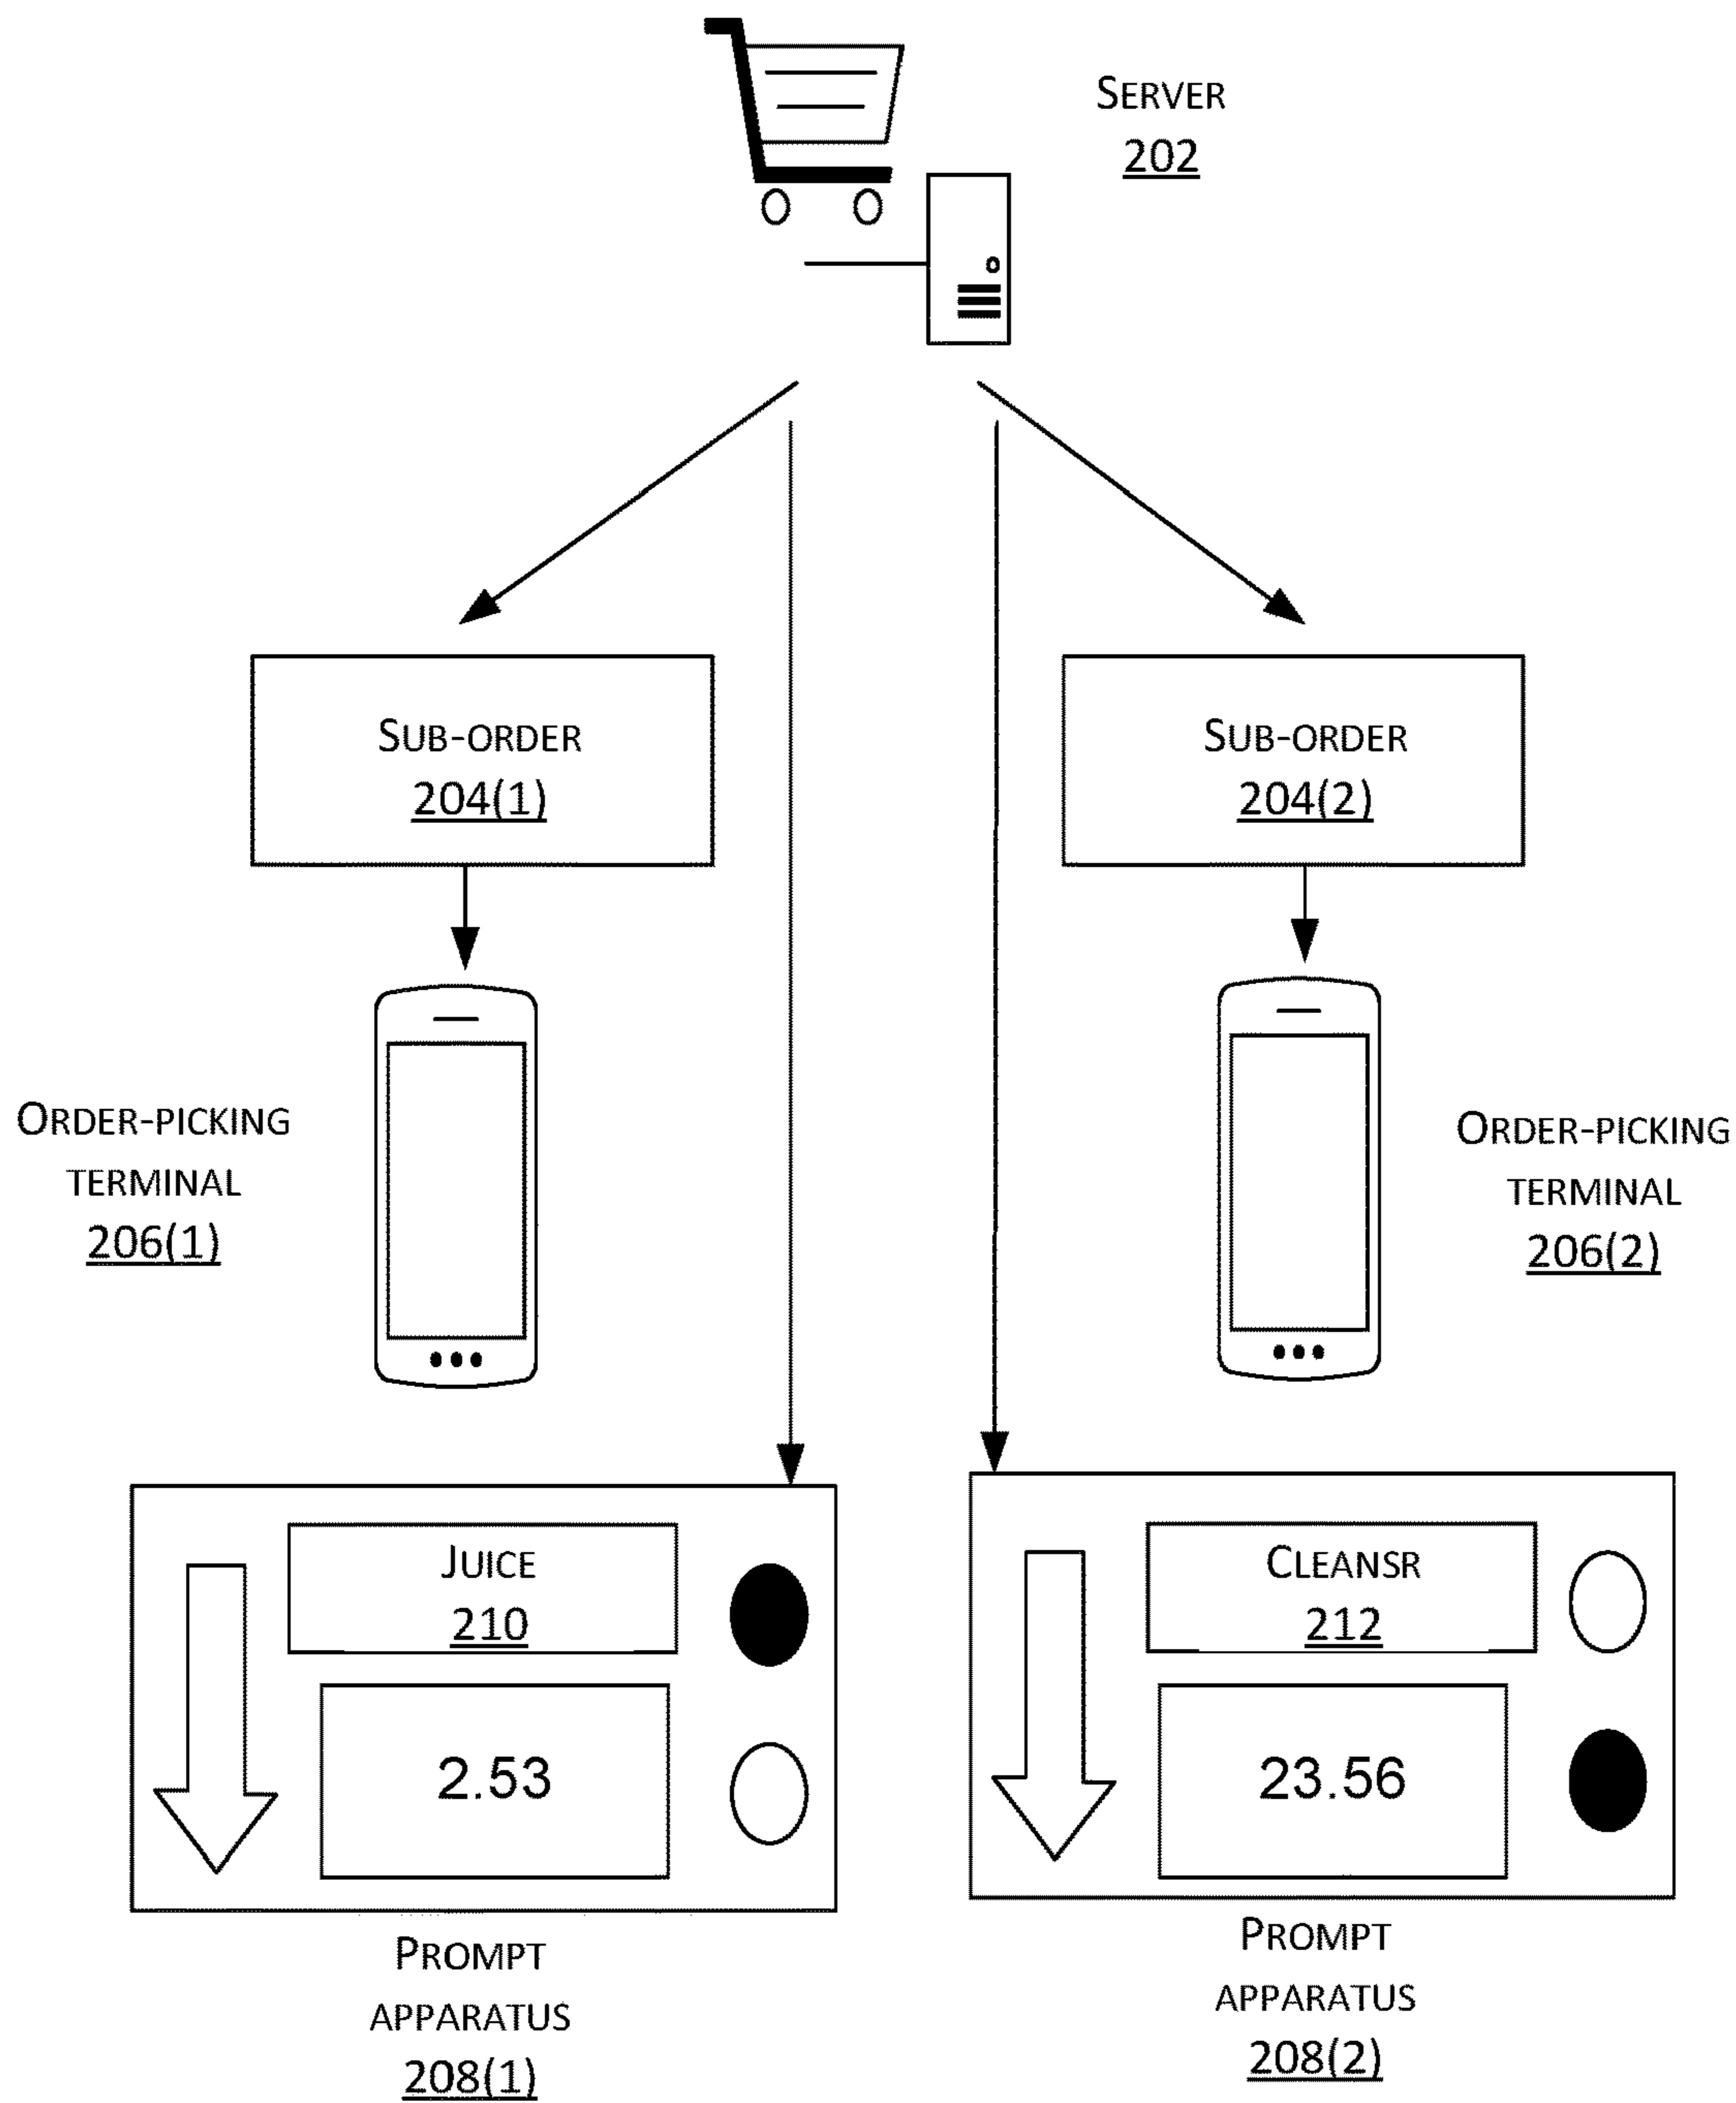 SERVER
202
SUB-ORDER
204(1)
SUB-ORDER
204(2)
ORDER-PICKING
TERMINAL
206(1)
ORDER-PICKING
TERMINAL
206(2)
JUICE
210
2.53
CLEANSR
212
23.56
PROMPT
APPARATUS
208(1)
PROMPT
APPARATUS
208(2)